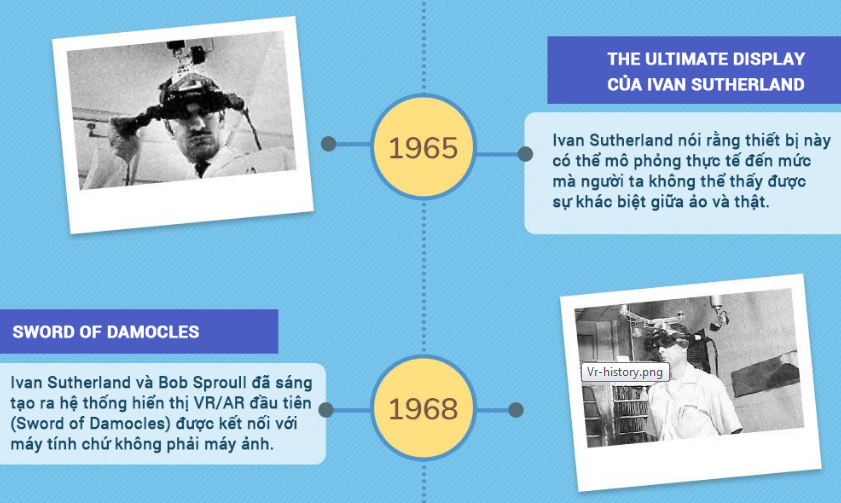 THE ULTIMATE DISPLAY
CỦA IVAN SUTHERLAND
1965
Ivan Sutherland nói rằng thiết bị này
có thể mô phỏng thực tế đến mức
mà người ta không thể thấy được
sự khác biệt giữa ảo và thật.
SWORD OF DAMOCLES
Ivan Sutherland và Bob Sproull đã sáng
tạo ra hệ thống hiển thị VR/AR đầu tiên
(Sword of Damocles) được kết nối với
máy tính chứ không phải máy ảnh.
1968
Vr-history.png